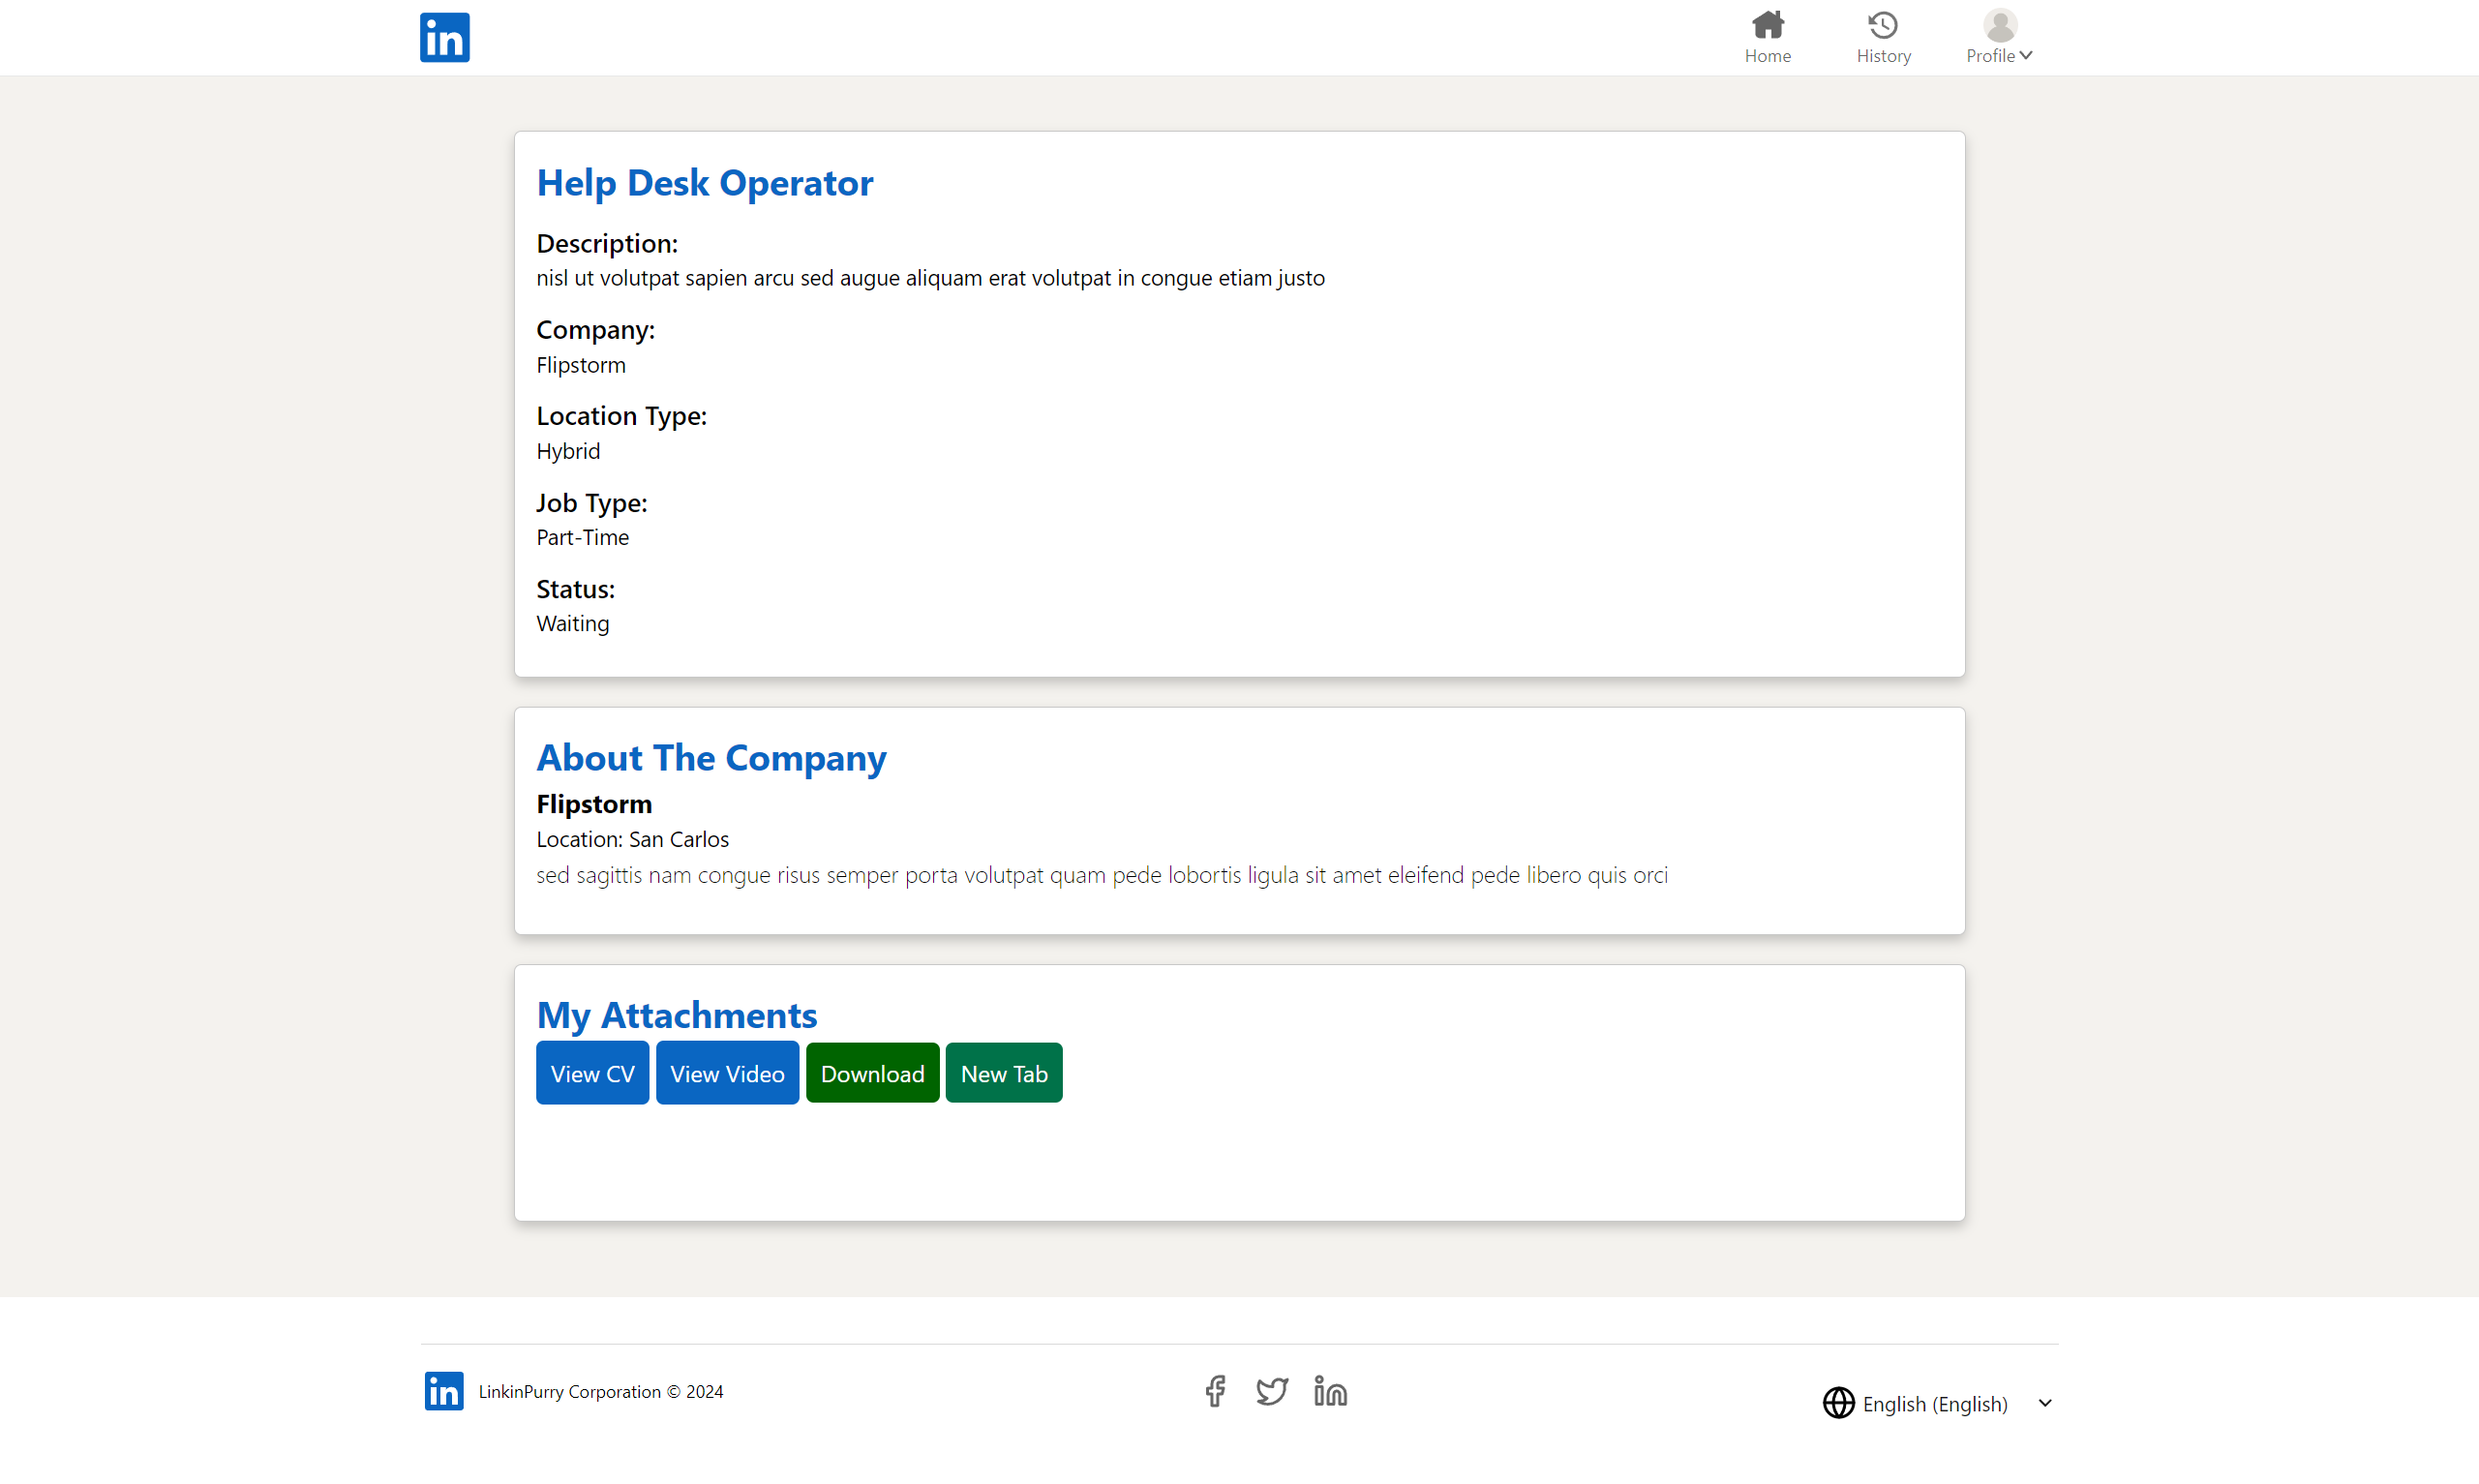 in
Home
History
Profile
Help Desk Operator
Description:
nisl ut volutpat sapien arcu sed augue aliquam erat volutpat in congue etiam justo
Company:
Flipstorm
Location Type:
Hybrid
Job Type:
Part-Time
Status:
Waiting
About The Company
Flipstorm
Location: San Carlos
sed sagittis nam congue risus semper porta volutpat quam pede lobortis ligula sit amet eleifend pede libero quis orci
My Attachments
View CV
View Video
Download
New Tab
in
LinkinPurry Corporation © 2024
in
English (English)